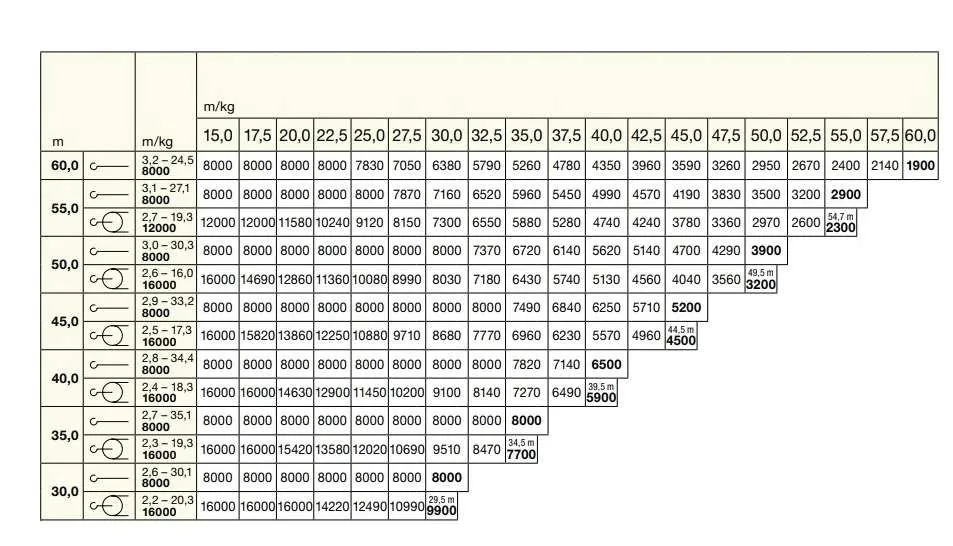 m/kg
m m/kg 15,0 17,5 20,0 22,5 25,0 27,5 30,0 32,5 35,0 37,5 40,0 42,5 45,0 47,5 50,0 52,5 55,0 57,5 60,0
60,0 3,2 – 24,5 8000 8000 8000 8000 8000 7830 7050 6380 5790 5260 4780 4350 3960 3590 3260 2950 2670 2400 2140 1900
55,0 3,1 – 27,1 8000 8000 8000 8000 8000 8000 7870 7160 6520 5960 5450 4990 4570 4190 3830 3500 3200 2900
2,7 – 19,3 12000 12000 12000 11580 10240 9120 8150 7300 6550 5880 5280 4740 4240 3780 3360 2970 2600 54,7 m 2300
50,0 3,0 – 30,3 8000 8000 8000 8000 8000 8000 8000 8000 7370 6720 6140 5620 5140 4700 4290 3900
2,6 – 16,0 16000 16000 14690 12860 11360 10080 8990 8030 7180 6430 5740 5130 4560 4040 3560 49,5 m 3200
45,0 2,9 – 33,2 8000 8000 8000 8000 8000 8000 8000 8000 8000 7490 6840 6250 5710 5200
2,5 – 17,3 16000 16000 15820 13860 12250 10880 9710 8680 7770 6960 6230 5570 4960 44,5 m 4500
40,0 2,8 – 34,4 8000 8000 8000 8000 8000 8000 8000 8000 8000 7820 7140 6500
2,4 – 18,3 16000 16000 16000 14630 12900 11450 10200 9100 8140 7270 6490 39,5 m 5900
35,0 2,7 – 35,1 8000 8000 8000 8000 8000 8000 8000 8000 8000 8000
2,3 – 19,3 16000 16000 16000 15420 13580 12020 10690 9510 8470 34,5 m 7700
30,0 2,6 – 30,1 8000 8000 8000 8000 8000 8000 8000 8000
2,2 – 20,3 16000 16000 16000 16000 14220 12490 10990 29,5 m 9900